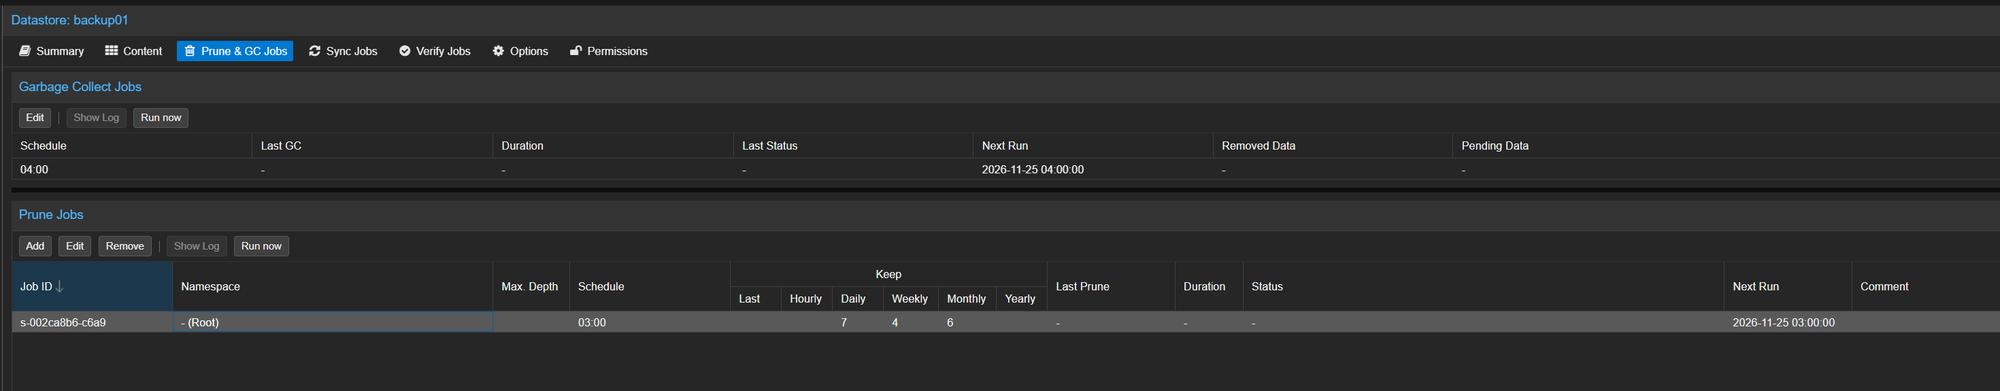 Datastore: backup01
Summary Content Prune & GC Jobs Sync Jobs Verify Jobs Options Permissions
Garbage Collect Jobs
Edit Show Log Run now
Schedule Last GC Duration Last Status Next Run Removed Data Pending Data
04:00 - - - 2026-11-25 04:00:00 - -
Prune Jobs
Add Edit Remove Show Log Run now
Keep
Job ID Namespace Max. Depth Schedule Last Prune Duration Status Next Run Comment
Last Hourly Daily Weekly Monthly Yearly
s-002ca8b6-c6a9 - (Root) 03:00 7 4 6 - - - 2026-11-25 03:00:00